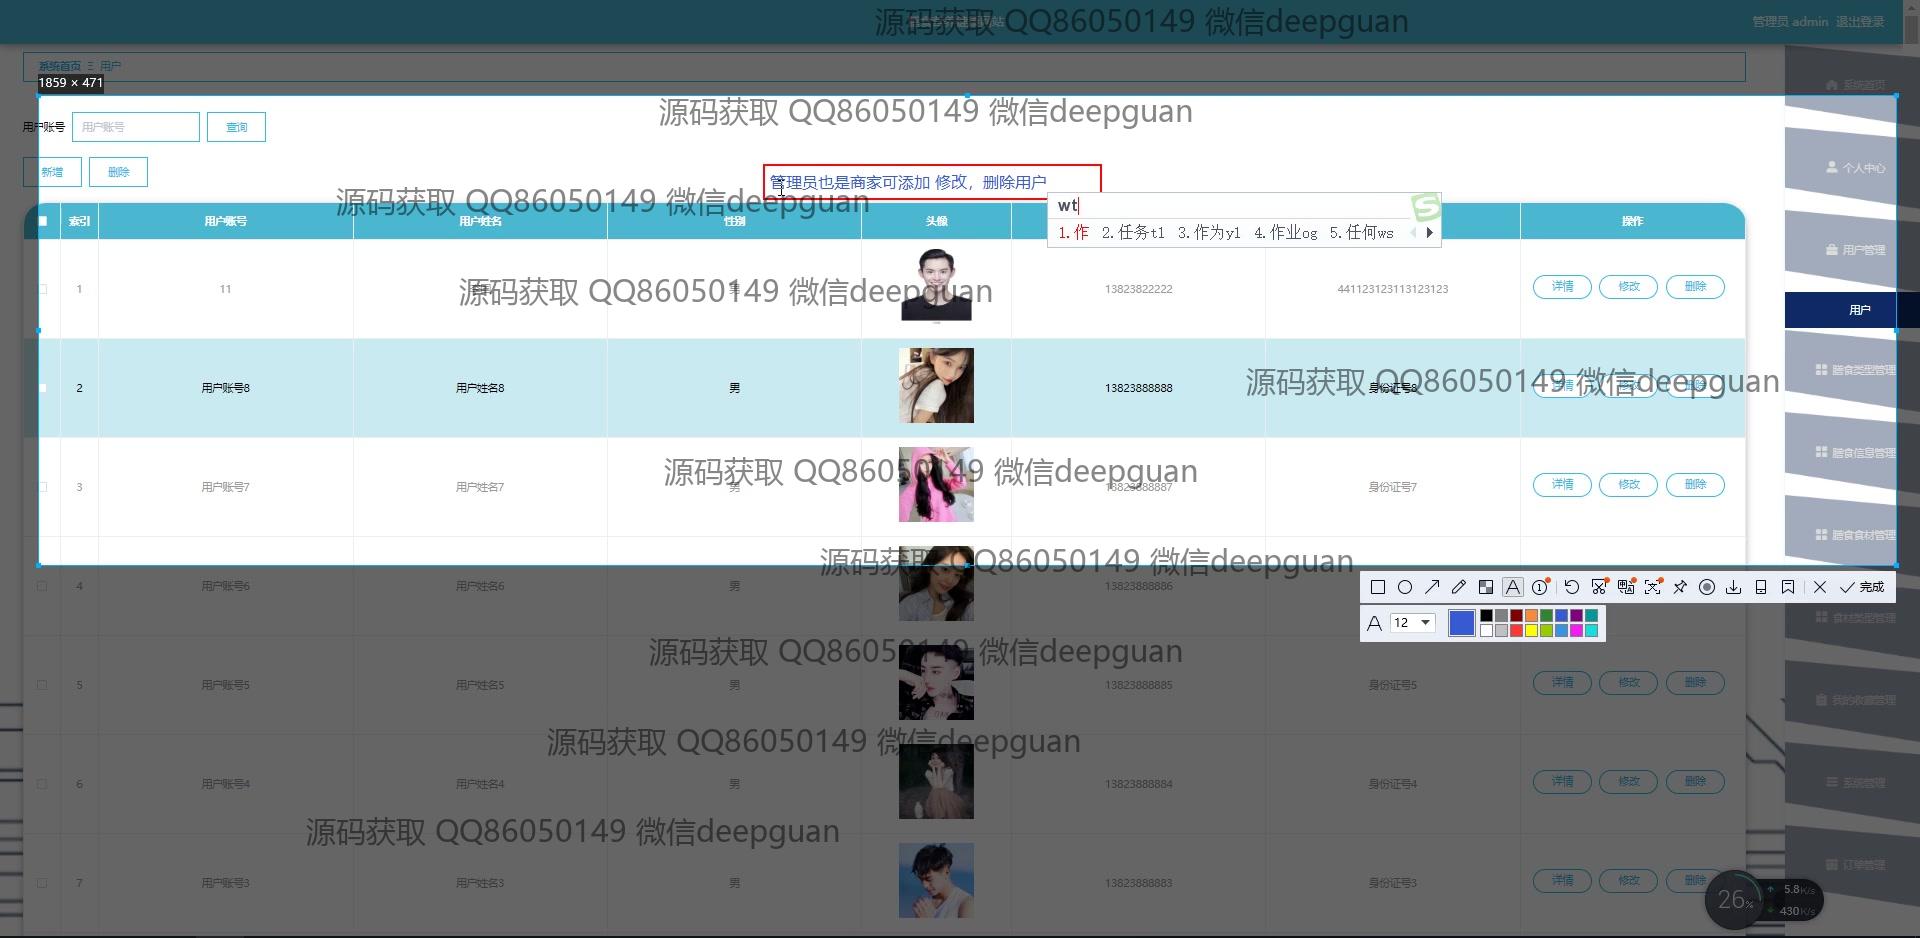 源码获取 QQ86050149 微信deepguan
管理员 admin 退出登录
系统首页 Ξ 用户
1859 × 471
系统首页
源码获取 QQ86050149 微信deepguan
用户账号 用户账号 查询
新增 删除
个人中心
管理员也是商家可添加 修改，删除用户
源码获取 QQ86050149 微信deepguan
wt
1.作 2.任务tl 3.作为yl 4.作业og 5.任何ws
索引 用户账号 用户姓名 性别 头像 操作
用户管理
1 11 13823822222 441123123113123123 详情 修改 删除
源码获取 QQ86050149 微信deepguan
用户
膳食类型管理
2 用户账号8 用户姓名8 男 13823888888 身份证号8 详情 修改 删除
源码获取 QQ86050149 微信deepguan
膳食信息管理
源码获取 QQ86050149 微信deepguan
3 用户账号7 用户姓名7 男 13823888887 身份证号7 详情 修改 删除
膳食食材管理
源码获取 QQ86050149 微信deepguan
4 用户账号6 用户姓名6 男 13823888886
完成
12
食材类型管理
源码获取 QQ86050149 微信deepguan
5 用户账号5 用户姓名5 男 13823888885 身份证号5 详情 修改 删除
我的收藏管理
源码获取 QQ86050149 微信deepguan
6 用户账号4 用户姓名4 男 13823888884 身份证号4 详情 修改 删除
系统管理
源码获取 QQ86050149 微信deepguan
订单管理
7 用户账号3 用户姓名3 男 13823888883 身份证号3 详情 修改 删除
26%
5.8K/s
430K/s